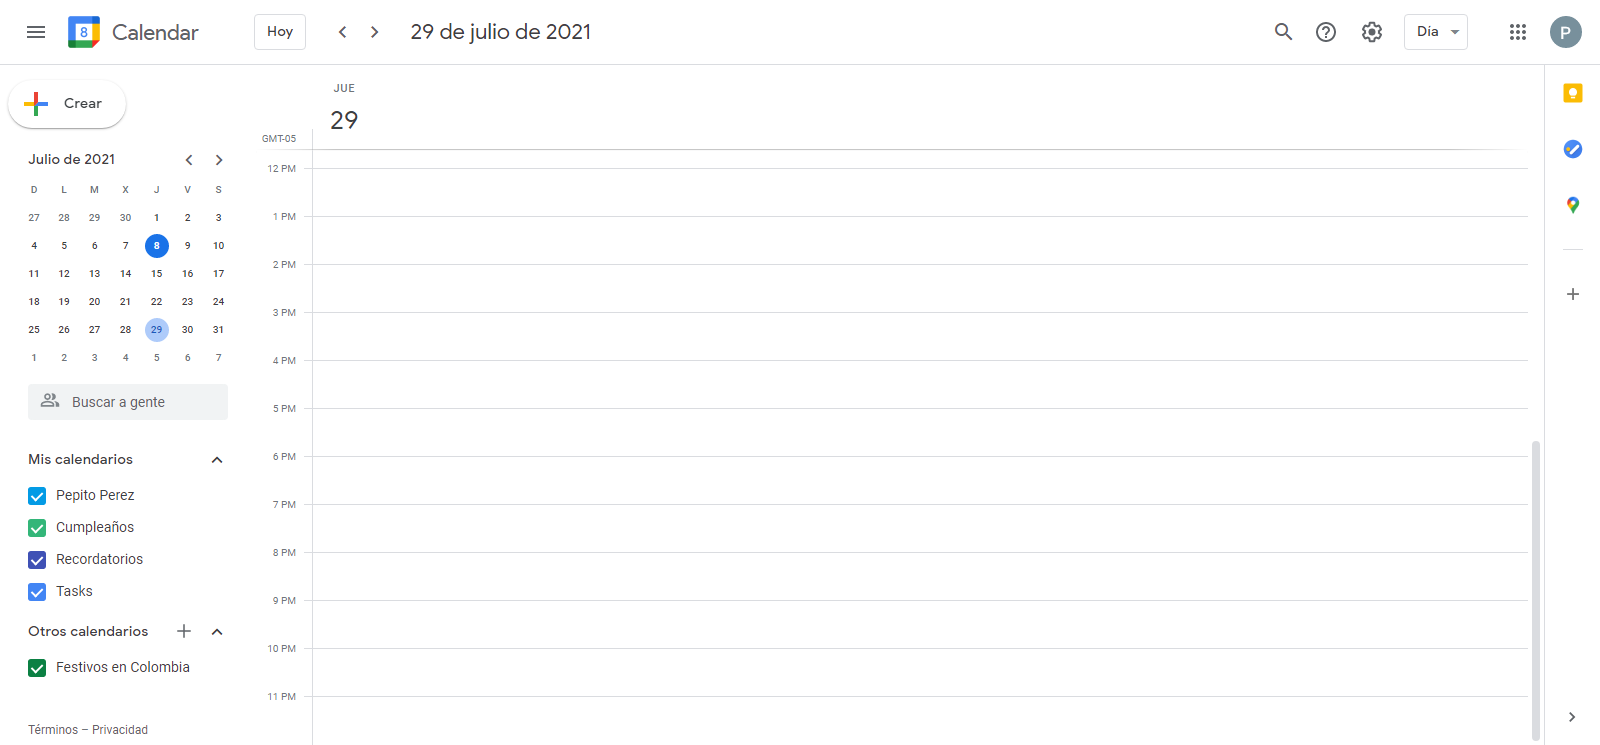 8 Calendar Hoy 29 de julio de 2021 Día P
Crear
JUE
29
GMT-05
Julio de 2021
D L M X J V S
27 28 29 30 1 2 3
4 5 6 7 8 9 10
11 12 13 14 15 16 17
18 19 20 21 22 23 24
25 26 27 28 29 30 31
1 2 3 4 5 6 7
Buscar a gente
Mis calendarios
Pepito Perez
Cumpleaños
Recordatorios
Tasks
Otros calendarios
Festivos en Colombia
Términos – Privacidad
12 PM
1 PM
2 PM
3 PM
4 PM
5 PM
6 PM
7 PM
8 PM
9 PM
10 PM
11 PM